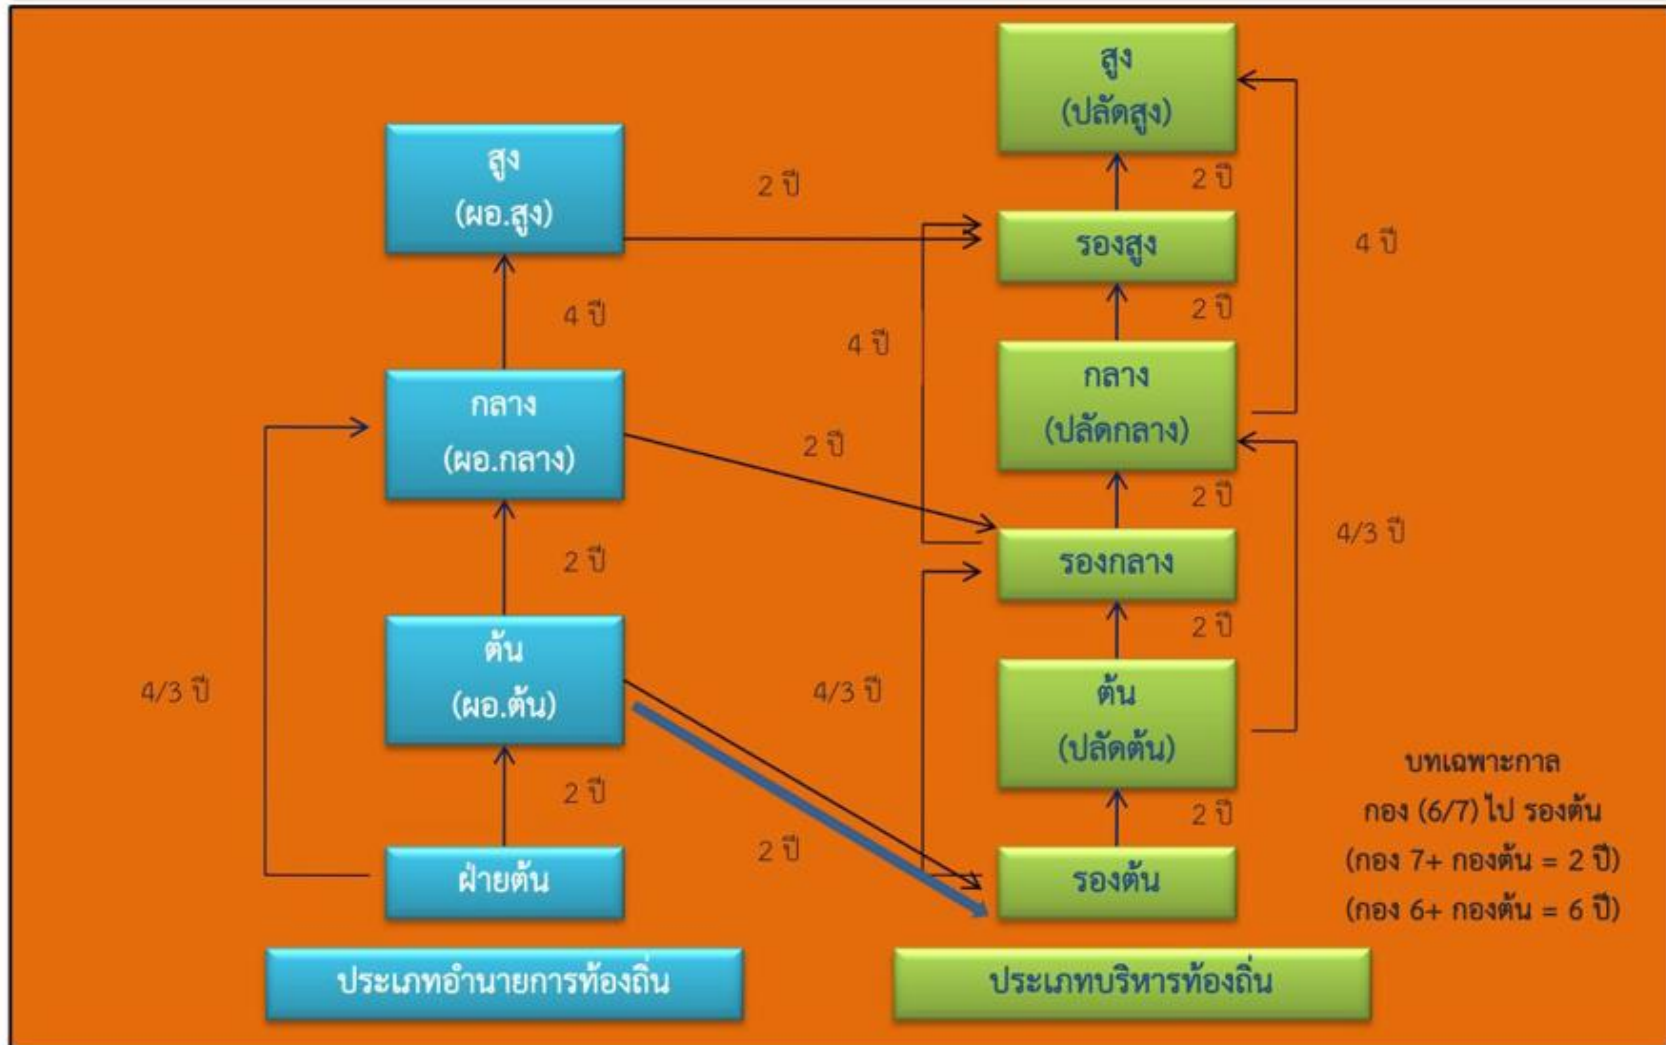 สูง
(ปลัดสูง)
สูง
(ผอ.สูง)
2 ปี
2 ปี
รองสูง
4 ปี
4 ปี
4 ปี
2 ปี
กลาง
(ปลัดกลาง)
กลาง
(ผอ.กลาง)
2 ปี
2 ปี
4/3 ปี
2 ปี
รองกลาง
2 ปี
ต้น
(ผอ.ต้น)
4/3 ปี
4/3 ปี
ต้น
(ปลัดต้น)
2 ปี
2 ปี
2 ปี
ฝ่ายต้น
รองต้น
บทเฉพาะกาล
กอง (6/7) ไป รองต้น
(กอง 7+ กองต้น = 2 ปี)
(กอง 6+ กองต้น = 6 ปี)
ประเภทอำนายการท้องถิ่น
ประเภทบริหารท้องถิ่น